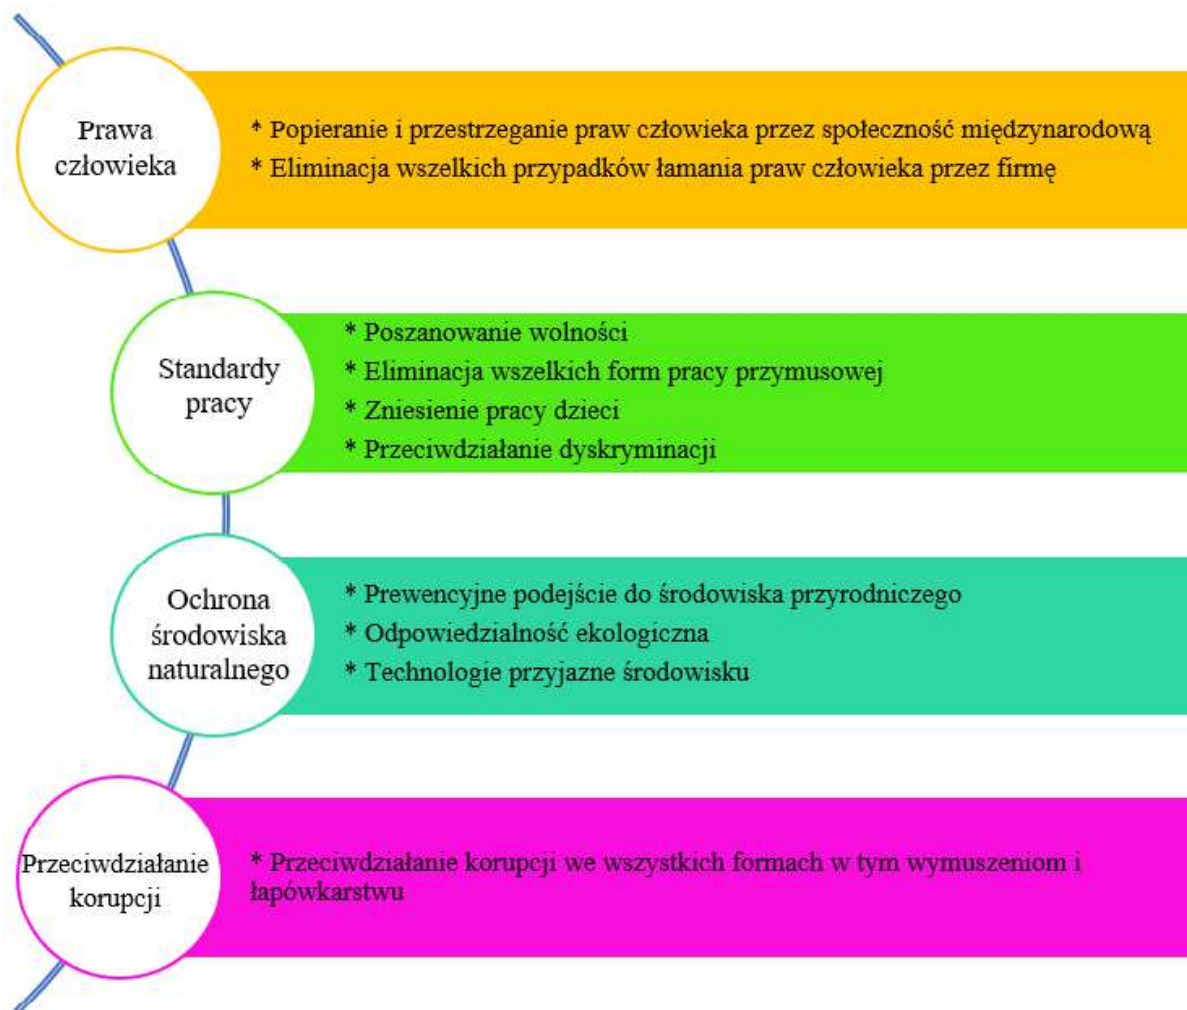 Prawa
człowieka
* Popieranie i przestrzeganie praw człowieka przez społeczność międzynarodową
* Eliminacja wszelkich przypadków łamania praw człowieka przez firmę
Standardy
pracy
* Poszanowanie wolności
* Eliminacja wszelkich form pracy przymusowej
* Zniesienie pracy dzieci
* Przeciwdziałanie dyskryminacji
Ochrona
środowiska
naturalnego
* Prewencyjne podejście do środowiska przyrodniczego
* Odpowiedzialność ekologiczna
* Technologie przyjazne środowisku
Przeciwdziałanie
korupcji
* Przeciwdziałanie korupcji we wszystkich formach w tym wymuszeniom i
łapówkarstwu